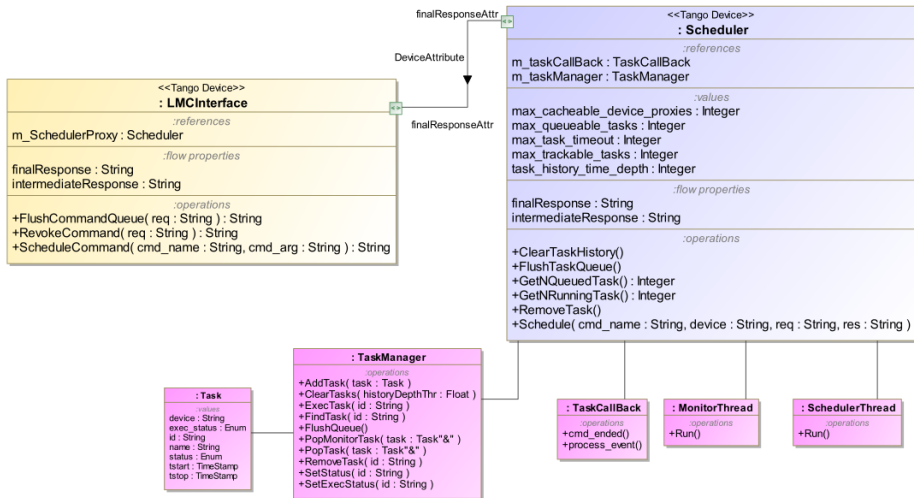 finalResponseAttr
DeviceAttribute
finalResponseAttr
<<Tango Device>>
: LMCInterface
:references
m_SchedulerProxy : Scheduler
:flow properties
finalResponse : String
intermediateResponse : String
:operations
+FlushCommandQueue( req : String ) : String
+RevokeCommand( req : String ) : String
+ScheduleCommand( cmd_name : String, cmd_arg : String ) : String
<<Tango Device>>
: Scheduler
:references
m_taskCallBack : TaskCallBack
m_taskManager : TaskManager
:values
max_cacheable_device_proxies : Integer
max_queueable_tasks : Integer
max_task_timeout : Integer
max_trackable_tasks : Integer
task_history_time_depth : Integer
:flow properties
finalResponse : String
intermediateResponse : String
:operations
+ClearTaskHistory()
+FlushTaskQueue()
+GetNQueuedTask() : Integer
+GetNRunningTask() : Integer
+RemoveTask()
+Schedule( cmd_name : String, device : String, req : String, res : String )
: Task
:values
device : String
exec_status : Enum
id : String
name : String
status : Enum
tstart : TimeStamp
tstop : TimeStamp
: TaskManager
:operations
+AddTask( task : Task )
+ClearTasks( historyDepthThr : Float )
+ExecTask( id : String )
+FindTask( id : String )
+FlushQueue()
+PopMonitorTask( task : Task"&" )
+PopTask( task : Task"&" )
+RemoveTask( id : String )
+SetStatus( id : String )
+SetExecStatus( id : String )
: TaskCallBack
:operations
+cmd_ended()
+process_event()
: MonitorThread
:operations
+Run()
: SchedulerThread
:operations
+Run()